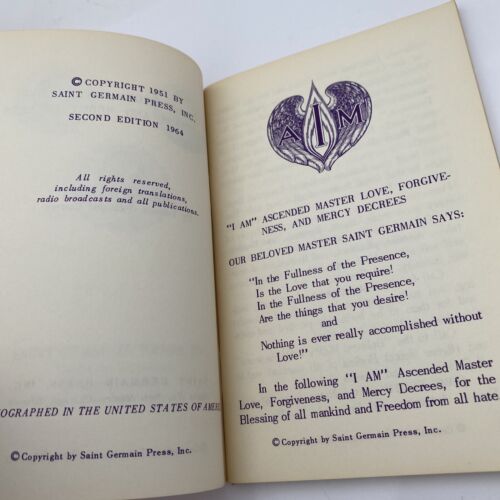 © COPYRIGHT 1951 BY
SAINT GERMAIN PRESS, INC.
SECOND EDITION 1964
All rights reserved,
including foreign translations,
radio broadcasts and all publications.
OGRAPHED IN THE UNITED STATES OF AMER
© Copyright by Saint Germain Press, Inc.
A I M
"I AM" ASCENDED MASTER LOVE, FORGIVE-
NESS, AND MERCY DECREES
OUR BELOVED MASTER SAINT GERMAIN SAYS:
"In the Fullness of the Presence,
Is the Love that you require!
In the Fullness of the Presence,
Are the things that you desire!
and
Nothing is ever really accomplished without
Love!"
In the following "I AM" Ascended Master
Love, Forgiveness, and Mercy Decrees, for the
Blessing of all mankind and Freedom from all hate
© Copyright by Saint Germain Press, Inc.